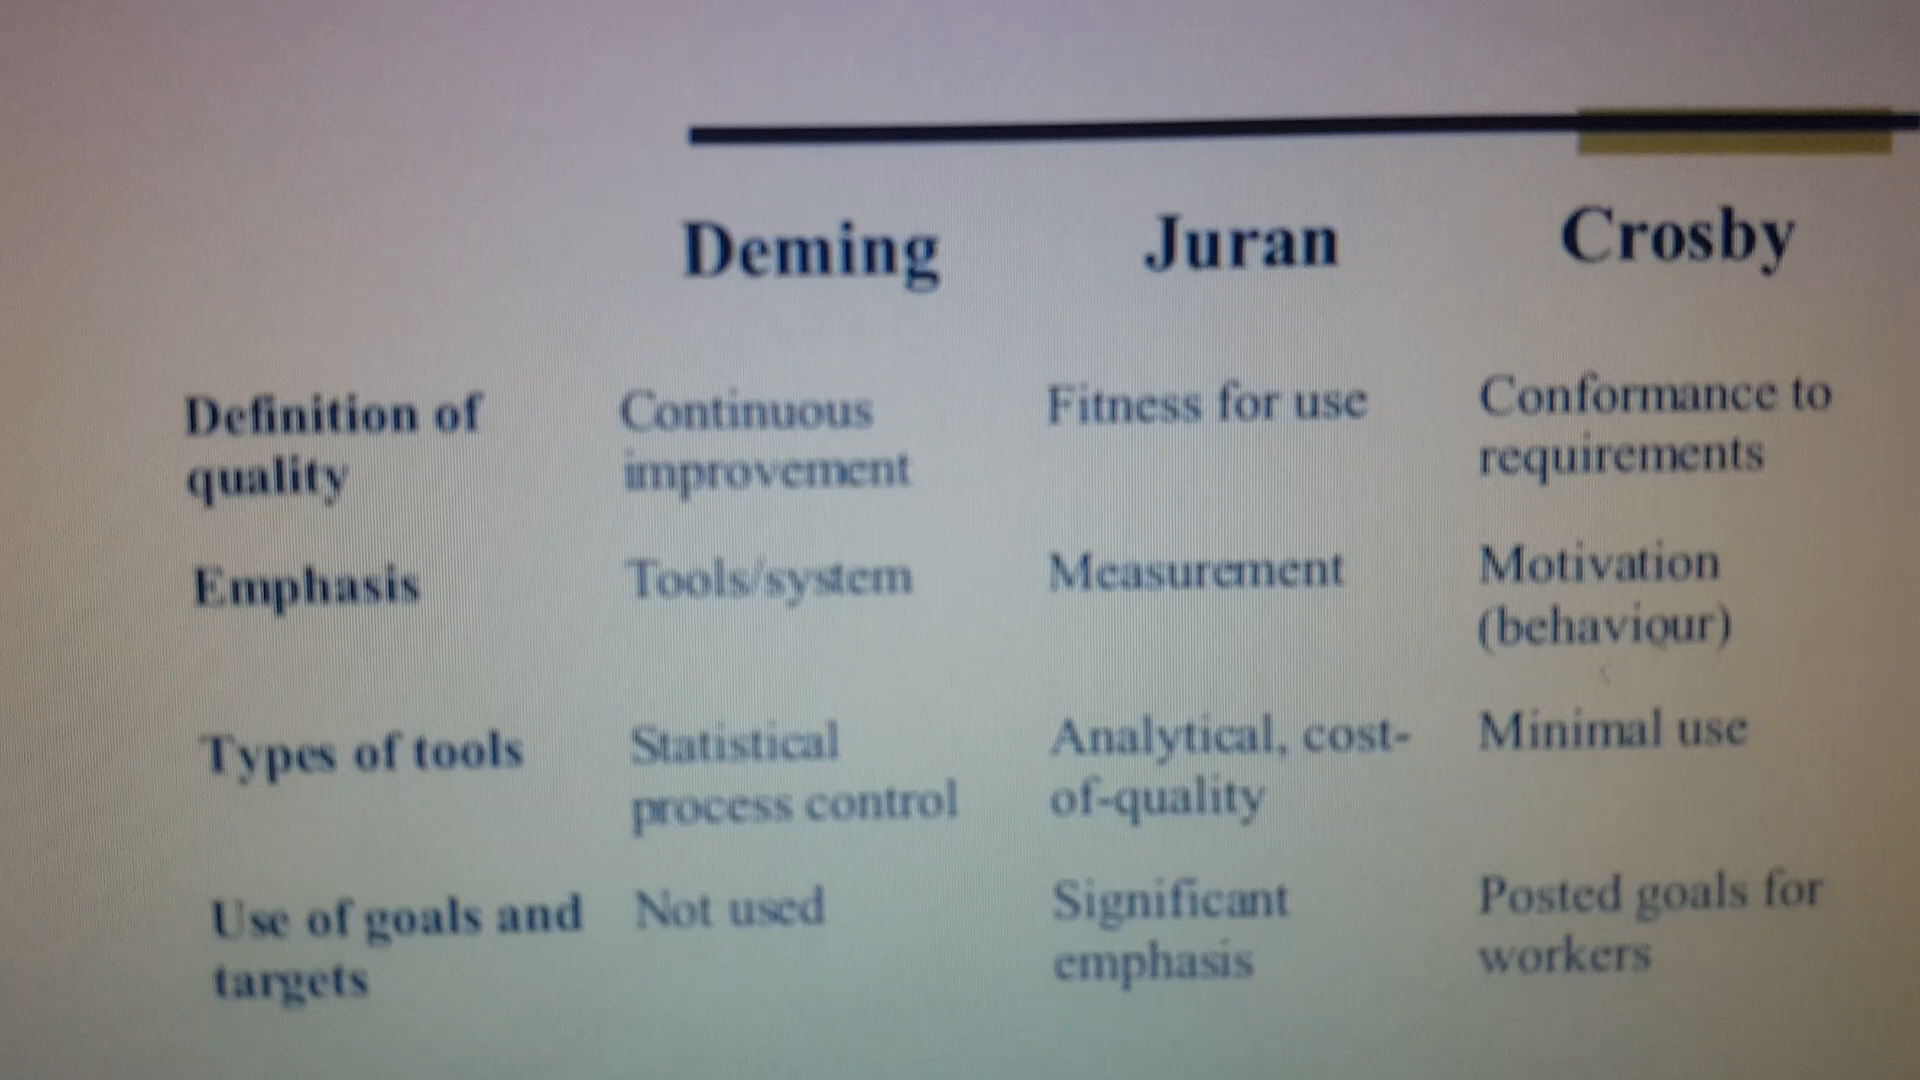 Deming Juran Crosby
Definition of quality
Continuous improvement
Fitness for use
Conformance to requirements
Emphasis
Tools/system
Measurement
Motivation (behaviour)
Types of tools
Statistical process control
Analytical, cost-of-quality
Minimal use
Use of goals and targets
Not used
Significant emphasis
Posted goals for workers